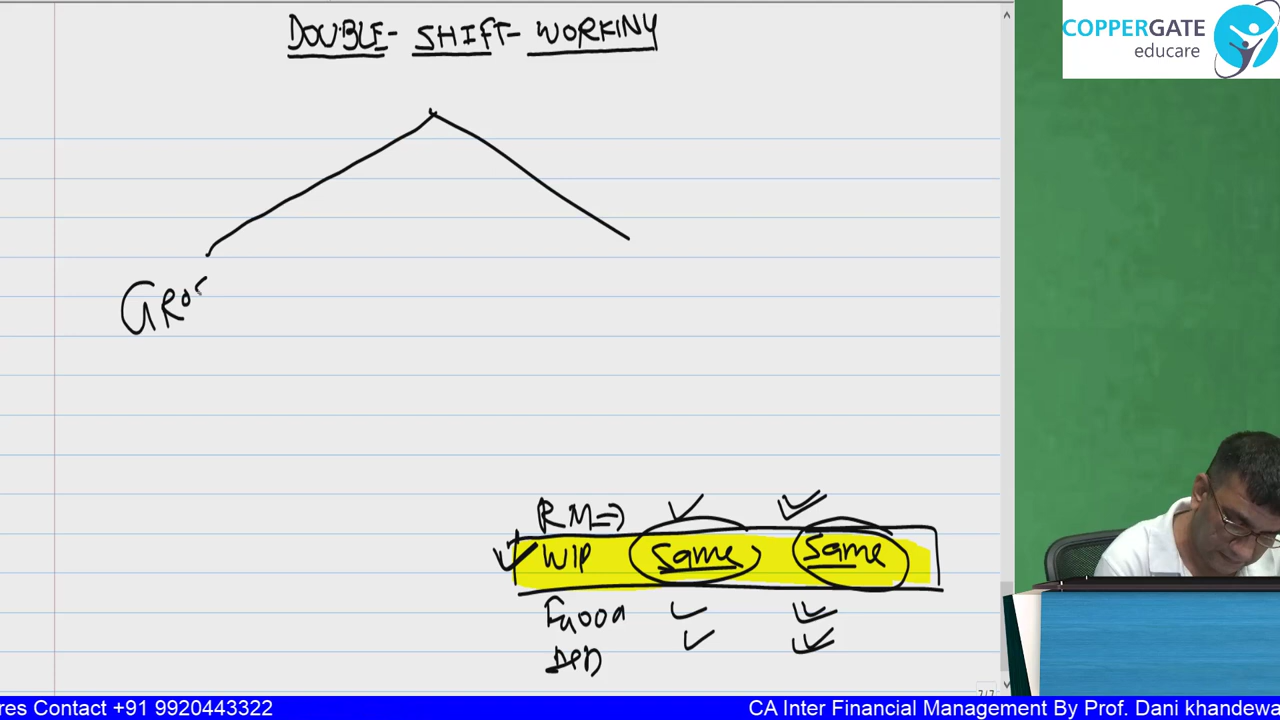 DOUBLE- SHIFT- WORKING
COPPERGATE
educare
GRO
RM=>
WIP Same Same
res Contact +91 9920443322 CA Inter Financial Management By Prof. Dani khandewa